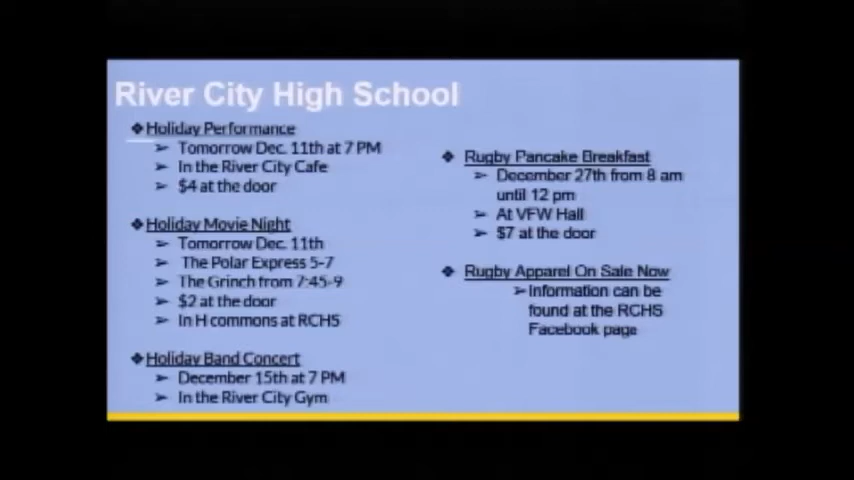 River City High School
❖Holiday Performance
➢ Tomorrow Dec. 11th at 7 PM
➢ In the River City Cafe
➢ $4 at the door
❖Holiday Movie Night
➢ Tomorrow Dec. 11th
➢ The Polar Express 5-7
➢ The Grinch from 7:45-9
➢ $2 at the door
➢ In H commons at RCHS
❖Holiday Band Concert
➢ December 15th at 7 PM
➢ In the River City Gym
❖ Rugby Pancake Breakfast
➢ December 27th from 8 am
until 12 pm
➢ At VFW Hall
➢ $7 at the door
❖ Rugby Apparel On Sale Now
➢Information can be
found at the RCHS
Facebook page